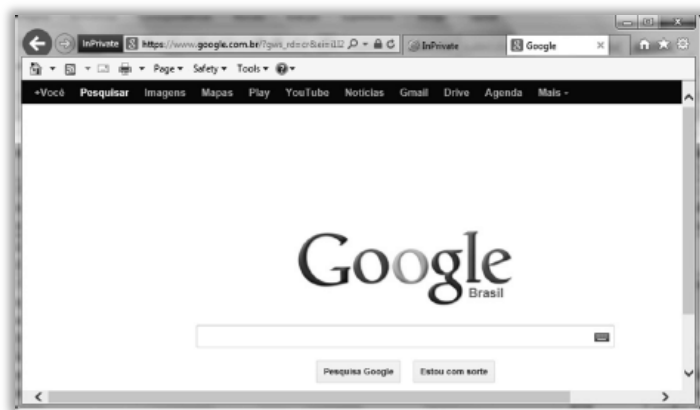 InPrivate https://www.google.com.br/ InPrivate Google
Page Safety Tools
+Você Pesquisar Imagens Mapas Play YouTube Notícias Gmail Drive Agenda Mais
Google
Brasil
Pesquisa Google Estou com sorte